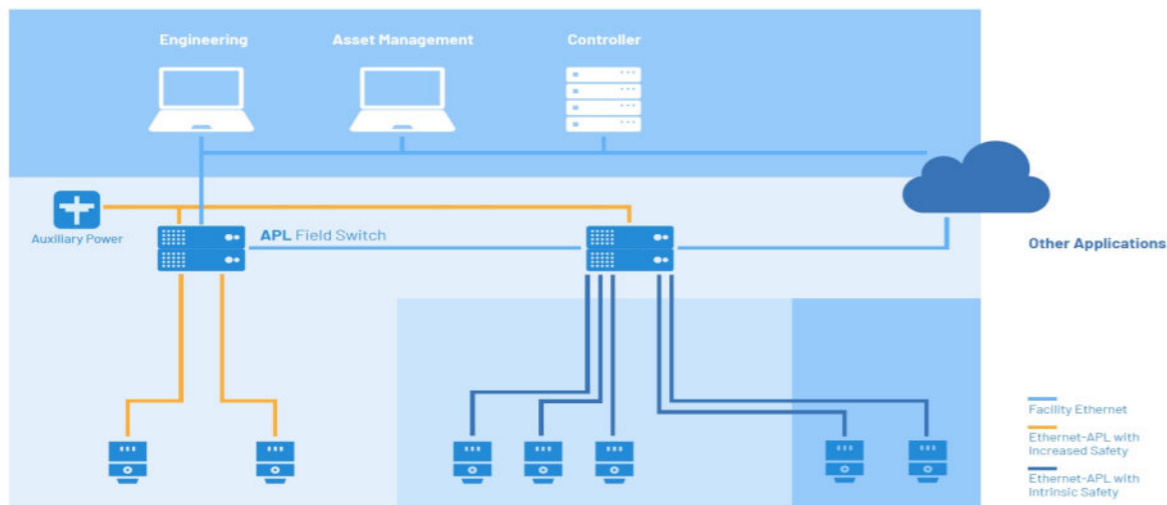 Engineering
Asset Management
Controller
Auxiliary Power
APL Field Switch
Other Applications
Facility Ethernet
Ethernet-APL with
Increased Safety
Ethernet-APL with
Intrinsic Safety